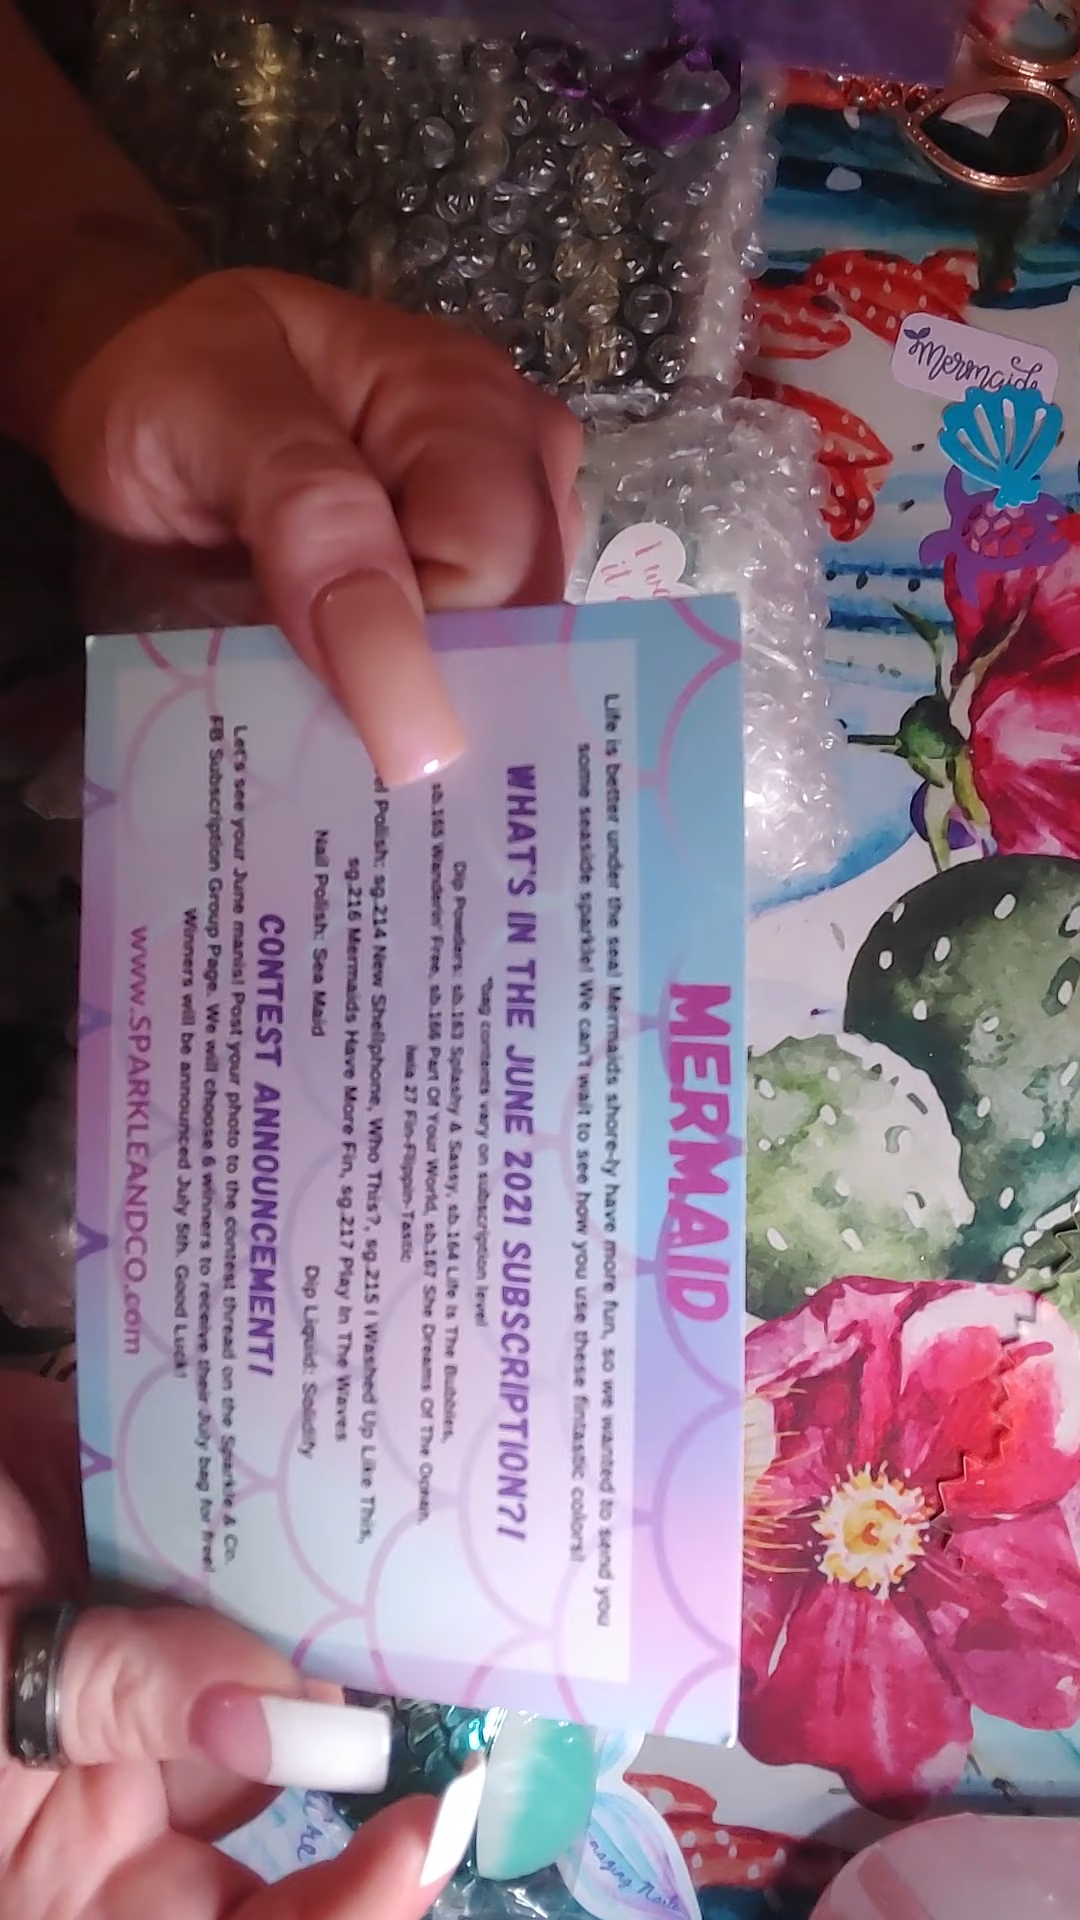 MERMAID
Life is better under the sea! Mermaids shore-ly have more fun, so we wanted to send you
some seaside sparkle! We can't wait to see how you use these fintastic colors!
WHAT'S IN THE JUNE 2021 SUBSCRIPTION?!
*bag contents vary on subscription level
Dip Powders: sb.163 Splashy & Sassy, sb.164 Life Is The Bubbles,
sb.165 Wanderin' Free, sb.166 Part Of Your World, sb.167 She Dreams Of The Ocean,
27 Fin-Flippin-Tastic
Polish: sg.214 New Shellphone, Who This?, sg.215 I Washed Up Like This,
sg.216 Mermaids Have More Fin, sg.217 Play In The Waves
Nail Polish: Sea Maid Dip Liquid: Solidify
CONTEST ANNOUNCEMENT!
Let's see your June manis! Post your photo to the contest thread on the Sparkle & Co.
FB Subscription Group Page. We will choose 6 winners to receive their July bag for free!
Winners will be announced July 5th. Good Luck!
www.SPARKLEANDCO.com
Mermaid
I
it